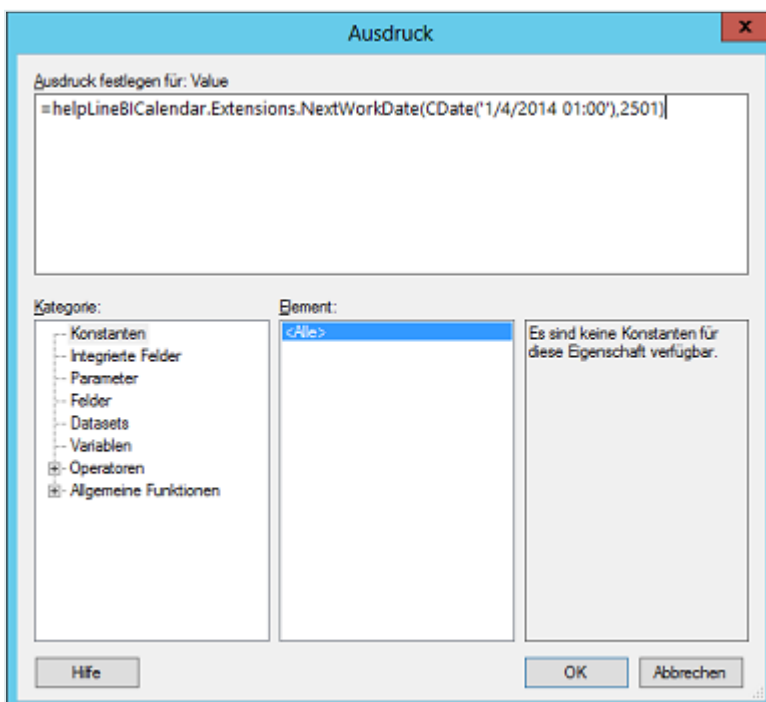 Ausdruck
x
Ausdruck festlegen für: Value
=helpLineBICalendar.Extensions.NextWorkDate(CDate('1/4/2014 01:00'),2501)
Kategorie:
Konstanten
Integrierte Felder
Parameter
Felder
Datasets
Variablen
Operatoren
Allgemeine Funktionen
Element:
<Alle>
Es sind keine Konstanten für
diese Eigenschaft verfügbar.
Hilfe
OK
Abbrechen